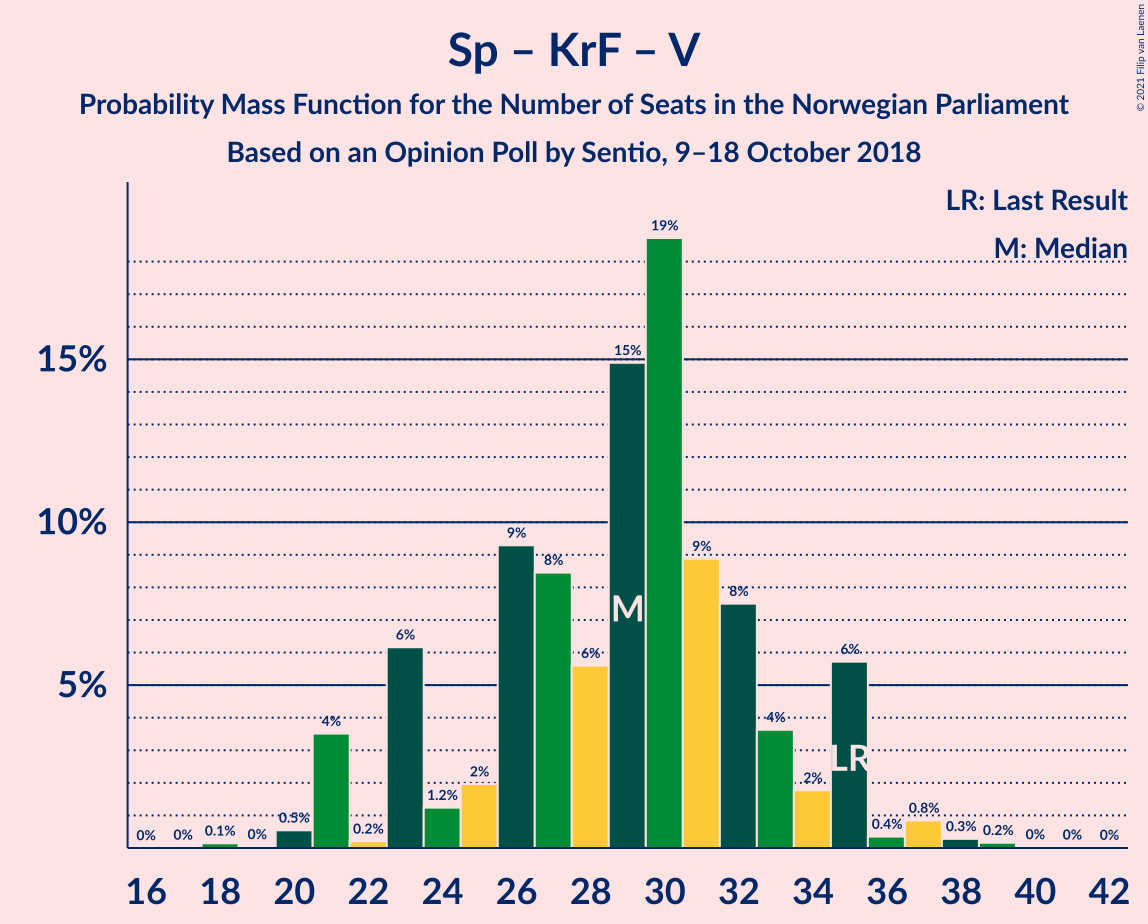 Sp – KrF – V
Probability Mass Function for the Number of Seats in the Norwegian Parliament
Based on an Opinion Poll by Sentio, 9–18 October 2018
© 2021 Filip van Laenen
LR: Last Result
M: Median
15%
10%
5%
0% 0% 0.1% 0% 0.5% 4% 0.2% 6% 1.2% 2% 9% 8% 6% 15% 19% 9% 8% 4% 2% 6% 0.4% 0.8% 0.3% 0.2% 0% 0% 0%
M
LR
16 18 20 22 24 26 28 30 32 34 36 38 40 42